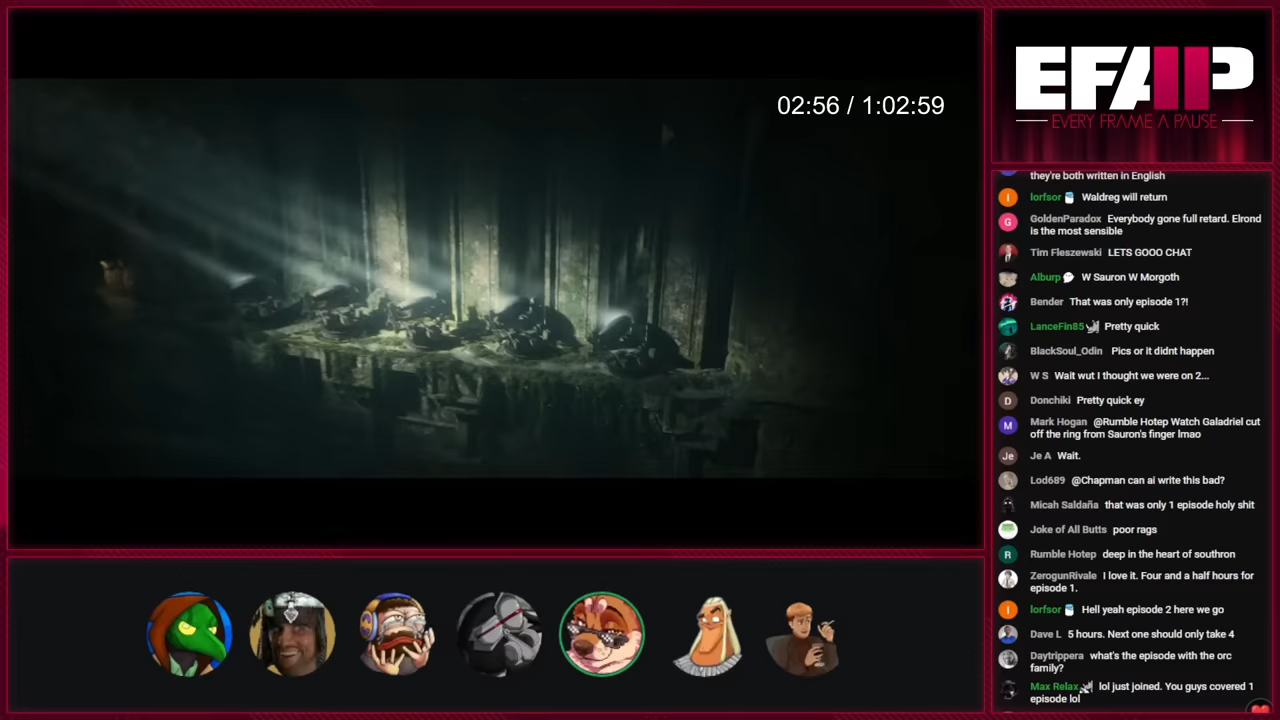 02:56 / 1:02:59
EFAP
EVERY FRAME A PAUSE
they're both written in English
lorfsor Waldreg will return
GoldenParadox Everybody gone full retard. Elrond
is the most sensible
Tim Fleszewski LETS GOOO CHAT
Alburp W Sauron W Morgoth
Bender That was only episode 1?!
LanceFin85 Pretty quick
BlackSoul_Odin Pics or it didnt happen
W S Wait wut I thought we were on 2...
Donchiki Pretty quick ey
Mark Hogan @Rumble Hotep Watch Galadriel cut
off the ring from Sauron's finger lmao
Je A Wait.
Lod689 @Chapman can ai write this bad?
Micah Saldaña that was only 1 episode holy shit
Joke of All Butts poor rags
Rumble Hotep deep in the heart of southron
ZerogunRivale I love it. Four and a half hours for
episode 1.
lorfsor Hell yeah episode 2 here we go
Dave L 5 hours. Next one should only take 4
Daytrippera what's the episode with the orc
family?
Max Relax lol just joined. You guys covered 1
episode lol